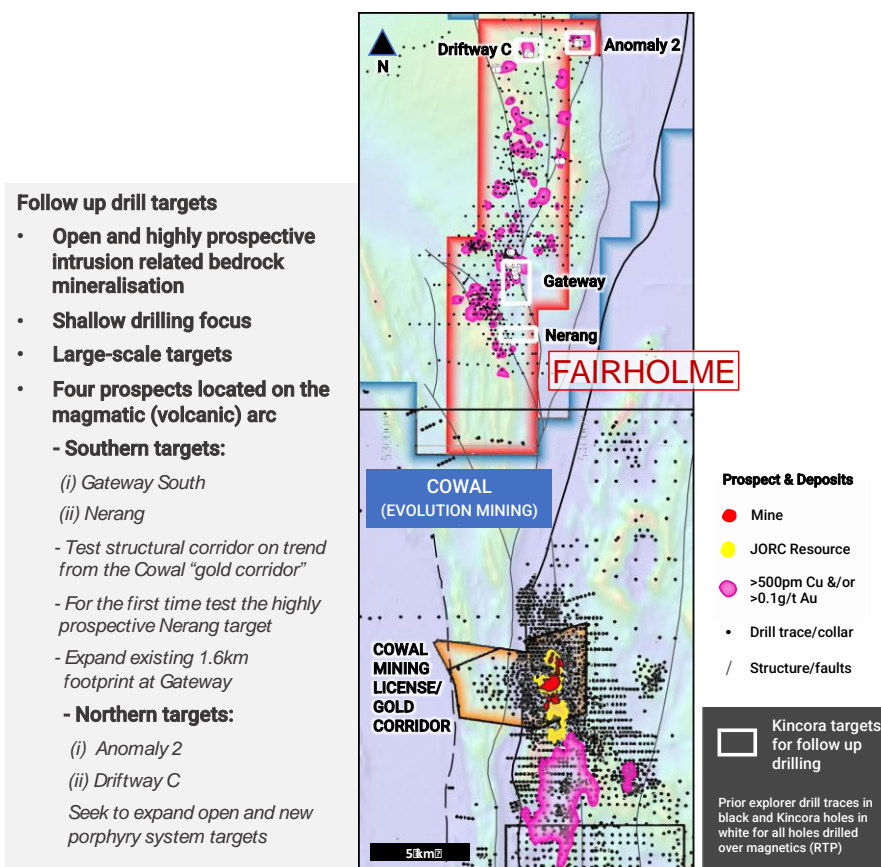 Follow up drill targets
• Open and highly prospective
intrusion related bedrock
mineralisation
• Shallow drilling focus
• Large-scale targets
• Four prospects located on the
magmatic (volcanic) arc
- Southern targets:
(i) Gateway South
(ii) Nerang
- Test structural corridor on trend
from the Cowal “gold corridor”
- For the first time test the highly
prospective Nerang target
- Expand existing 1.6km
footprint at Gateway
- Northern targets:
(i) Anomaly 2
(ii) Driftway C
Seek to expand open and new
porphyry system targets
N
Driftway C
Anomaly 2
Gateway
Nerang
FAIRHOLME
COWAL
(EVOLUTION MINING)
COWAL
MINING
LICENSE/
GOLD
CORRIDOR
Prospect & Deposits
Mine
JORC Resource
>500pm Cu &/or
>0.1g/t Au
Drill trace/collar
Structure/faults
Kincora targets
for follow up
drilling
Prior explorer drill traces in
black and Kincora holes in
white for all holes drilled
over magnetics (RTP)